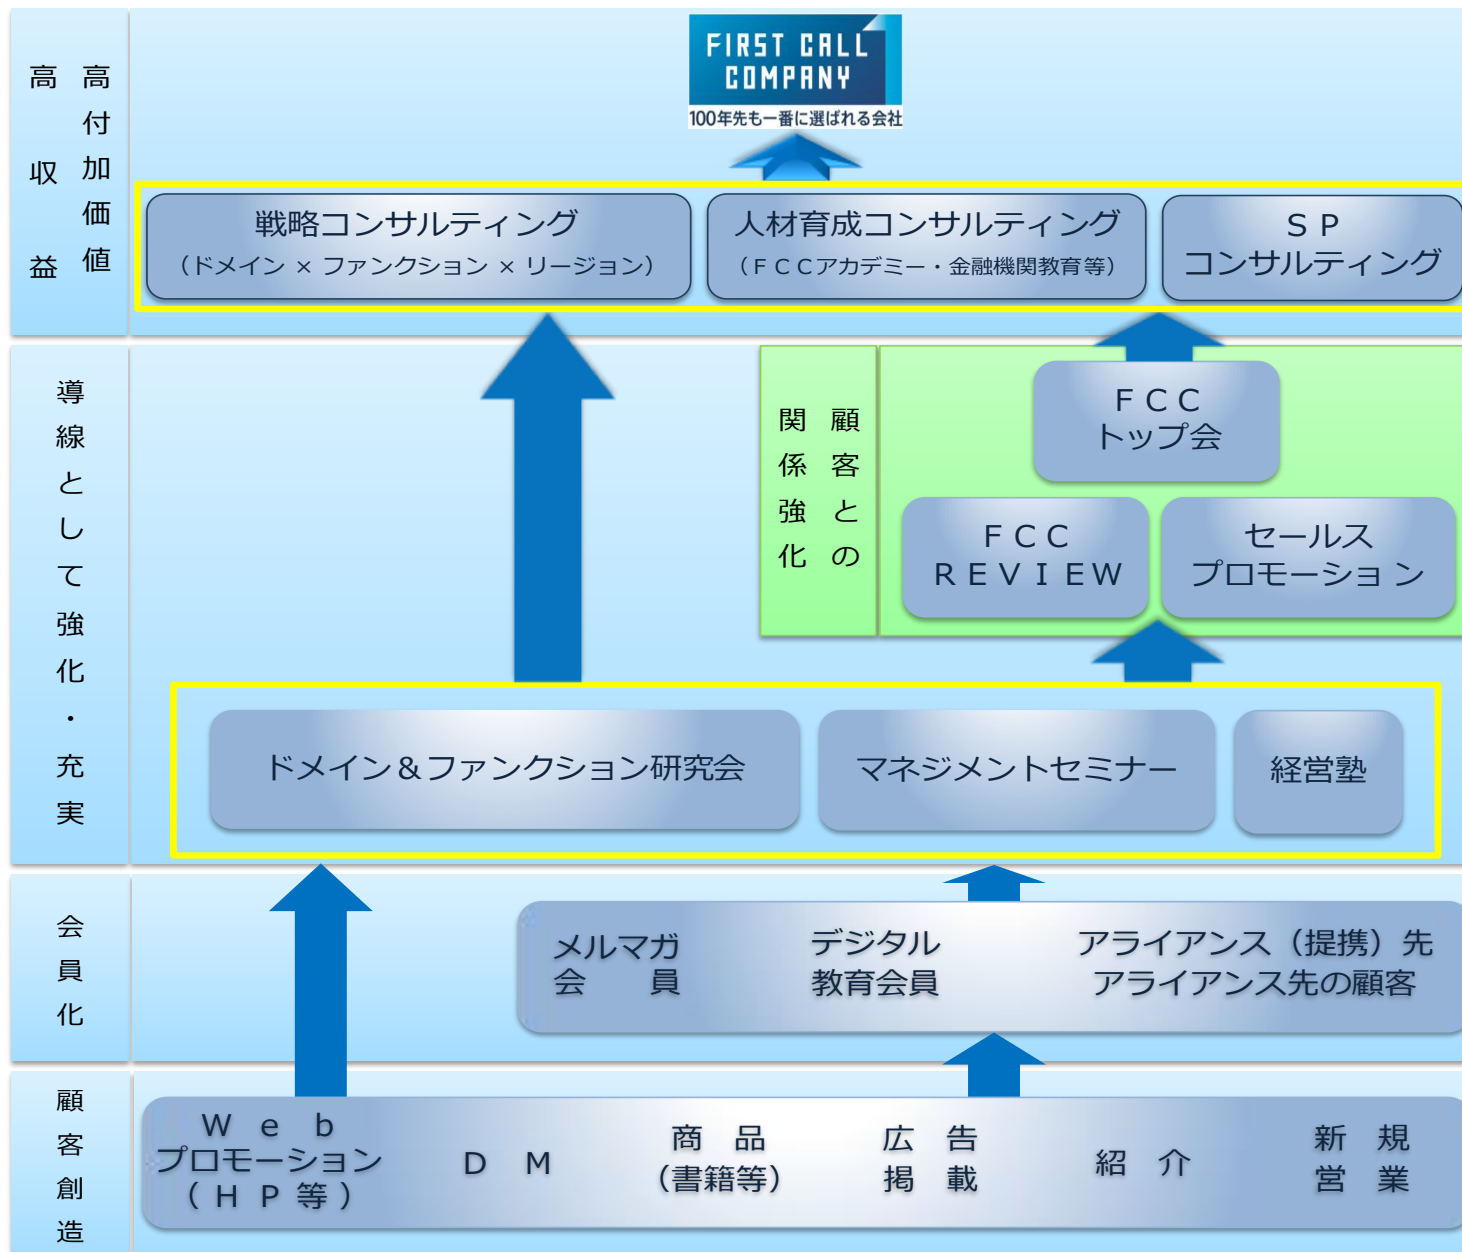 FIRST CALL
COMPANY
100年先も一番に選ばれる会社
高付加価値
高収益
戦略コンサルティング
（ドメイン × ファンクション × リージョン）
人材育成コンサルティング
（ＦＣＣアカデミー・金融機関教育等）
ＳＰ
コンサルティング
導線として強化・充実
顧客との
関係強化
ＦＣＣ
トップ会
ＦＣＣ
ＲＥＶＩＥＷ
セールス
プロモーション
ドメイン＆ファンクション研究会
マネジメントセミナー
経営塾
会員化
メルマガ
会　員
デジタル
教育会員
アライアンス（提携）先
アライアンス先の顧客
顧客創造
Ｗｅｂ
プロモーション
（ＨＰ等）
ＤＭ
商品
（書籍等）
広告
掲載
紹介
新規
営業